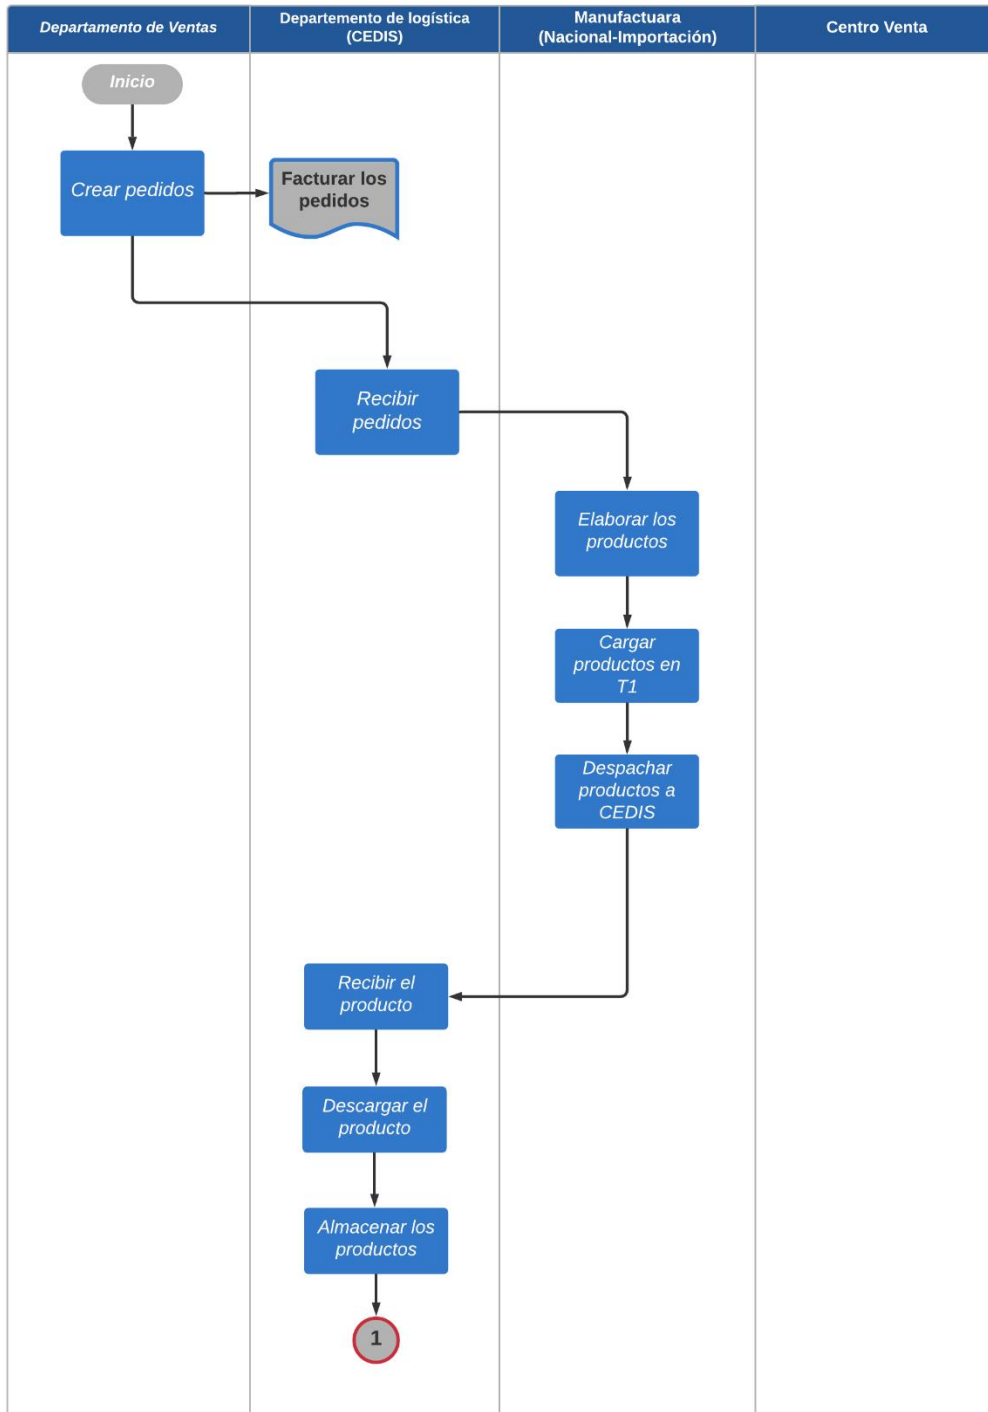 Departamento de Ventas
Departemento de logística
(CEDIS)
Manufactuara
(Nacional-Importación)
Centro Venta
Inicio
Crear pedidos
Facturar los
pedidos
Recibir
pedidos
Elaborar los
productos
Cargar
productos en
T1
Despachar
productos a
CEDIS
Recibir el
producto
Descargar el
producto
Almacenar los
productos
1